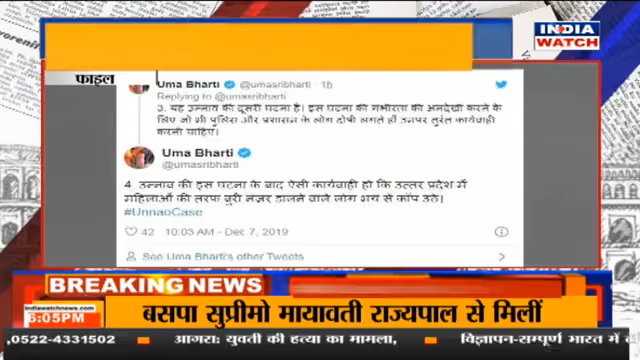 INDIA
WATCH
फाइल
Uma Bharti @umasribharti · 1h
Replying to @umasribharti
3. यह उन्नाव की दूसरी घटना है। इस घटना की गंभीरता की अनदेखी करने के
लिए जो भी पुलिस और प्रशासन के लोग दोषी लगते हों उनपर तुरंत कार्यवाही
करनी चाहिए।
Uma Bharti
@umasribharti
4. उन्नाव की इस घटना के बाद ऐसी कार्यवाही हो कि उत्तर प्रदेश में
महिलाओं की तरफ बुरी नज़र डालने वाले लोग भय से काँप उठें।
#UnnaoCase
42 10:03 AM - Dec 7, 2019
See Uma Bharti's other Tweets
BREAKING NEWS
indiawatchnews.com
6:05PM
बसपा सुप्रीमो मायावती राज्यपाल से मिलीं
,0522-4331502 आगरा: युवती की हत्या का मामला, विज्ञापन-सम्पूर्ण भारत में